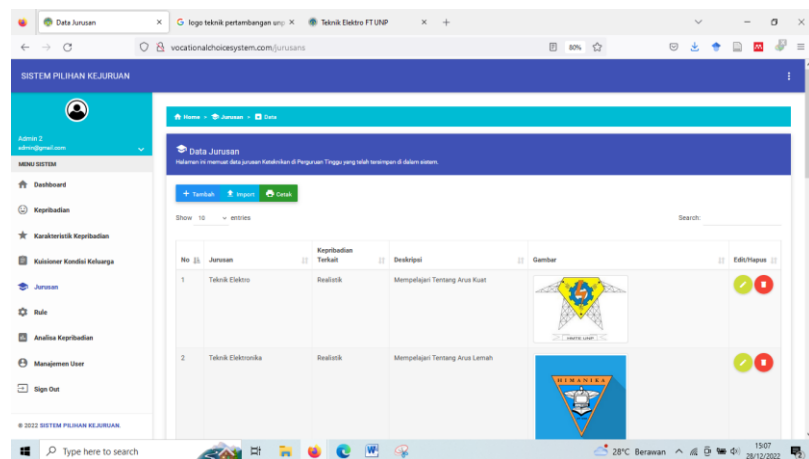 Data Jurusan
logo teknik pertambangan unp
Teknik Elektro FT UNP
vocationalchoicesystem.com/jurusans
80%
SISTEM PILIHAN KEJURUAN
Admin 2
admin@gmail.com
MENU SISTEM
Dashboard
Kepribadian
Karakteristik Kepribadian
Kuisioner Kondisi Keluarga
Jurusan
Rule
Analisa Kepribadian
Manajemen User
Sign Out
© 2022 SISTEM PILIHAN KEJURUAN.
Home Jurusan Data
Data Jurusan
Halaman ini memuat data jurusan Keteknikan di Perguruan Tinggu yang telah tersimpan di dalam sistem.
+ Tambah Import Cetak
Show 10 entries
Search:
No Jurusan Kepribadian Terkait Deskripsi Gambar Edit/Hapus
1 Teknik Elektro Realistik Mempelajari Tentang Arus Kuat
2 Teknik Elektronika Realistik Mempelajari Tentang Arus Lemah
HIMANIKA
Type here to search
28°C Berawan
15:07
28/12/2022